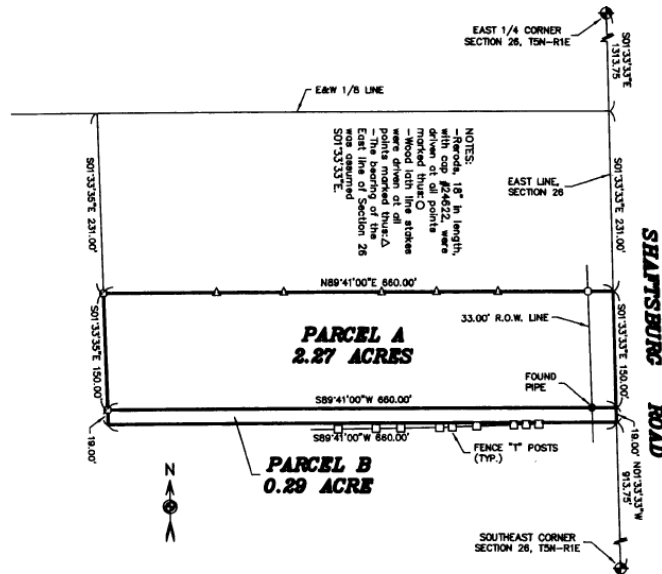 EAST 1/4 CORNER
SECTION 26, T5N-R1E
S01°33'33"E
1313.75
E&W 1/8 LINE
NOTES:
-Rerods, 18" in length,
with cap #24622, were
driven at all points
marked thus:O
-Wood lath line stakes
were driven at all
points marked thus:△
-The bearing of the
East line of Section 26
was assumed
S01°33'33"E.
EAST LINE,
SECTION 26
S01°33'35"E 231.00'
S01°33'33"E 231.00'
SHAFTSBURG ROAD
N89°41'00"E 660.00'
PARCEL A
2.27 ACRES
33.00' R.O.W. LINE
S01°33'35"E 150.00'
S01°33'33"E 150.00'
FOUND
PIPE
S89°41'00"W 660.00'
19.00'
19.00'
S89°41'00"W 660.00'
FENCE "T" POSTS
(TYP.)
PARCEL B
0.29 ACRE
N01°33'33"W
913.75'
N
SOUTHEAST CORNER
SECTION 26, T5N-R1E